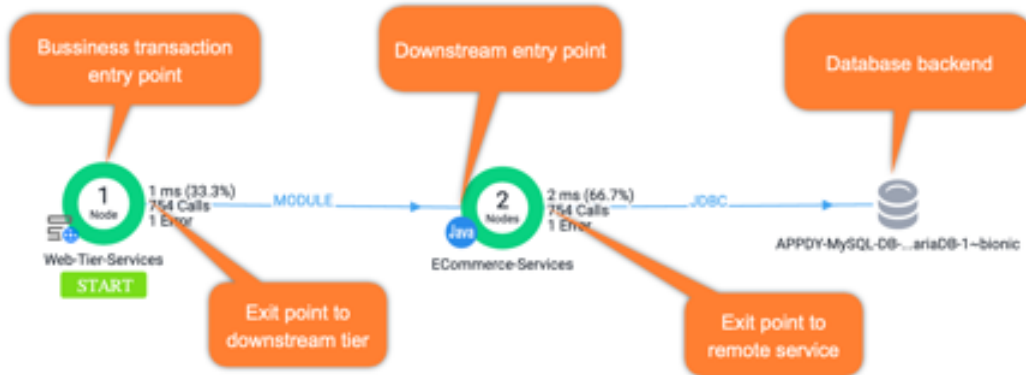 Bussiness transaction
entry point
Downstream entry point
Database backend
1
Node
1 ms (33.3%)
754 Calls
1 Error
MODULE
2
Nodes
2 ms (66.7%)
754 Calls
1 Error
JDBC
Java
Web-Tier-Services
START
ECommerce-Services
APPDY-MySQL-DB-...ariaDB-1~bionic
Exit point to
downstream tier
Exit point to
remote service